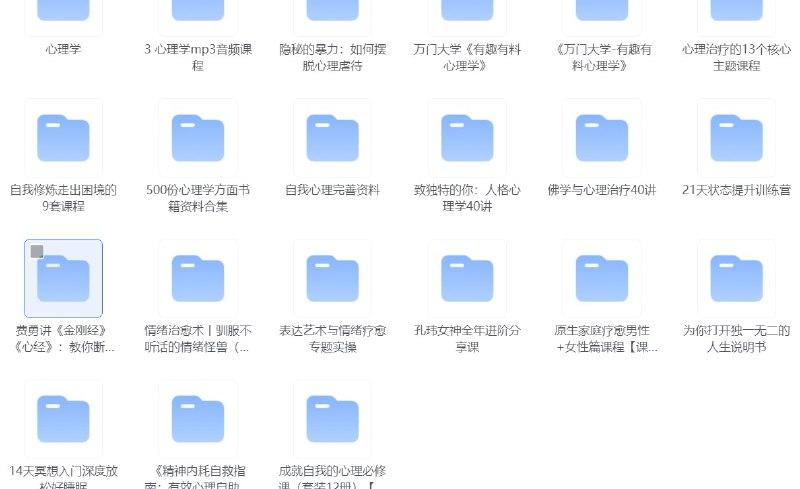 心理学
3 心理学mp3音频课
程
隐秘的暴力：如何摆
脱心理虐待
万门大学《有趣有料
心理学》
《万门大学-有趣有
料心理学》
心理治疗的13个核心
主题课程
自我修炼走出困境的
9套课程
500份心理学方面书
籍资料合集
自我心理完善资料
致独特的你：人格心
理学40讲
佛学与心理治疗40讲
21天状态提升训练营
费勇讲《金刚经》
《心经》：教你断...
情绪治愈术丨驯服不
听话的情绪怪兽（...
表达艺术与情绪疗愈
专题实操
孔玮女神全年进阶分
享课
原生家庭疗愈男性
+女性篇课程【课...
为你打开独一无二的
人生说明书
14天冥想入门深度放
松好睡眠
《精神内耗自救指
南：有效心理自助
成就自我的心理必修
课（套装12册）【